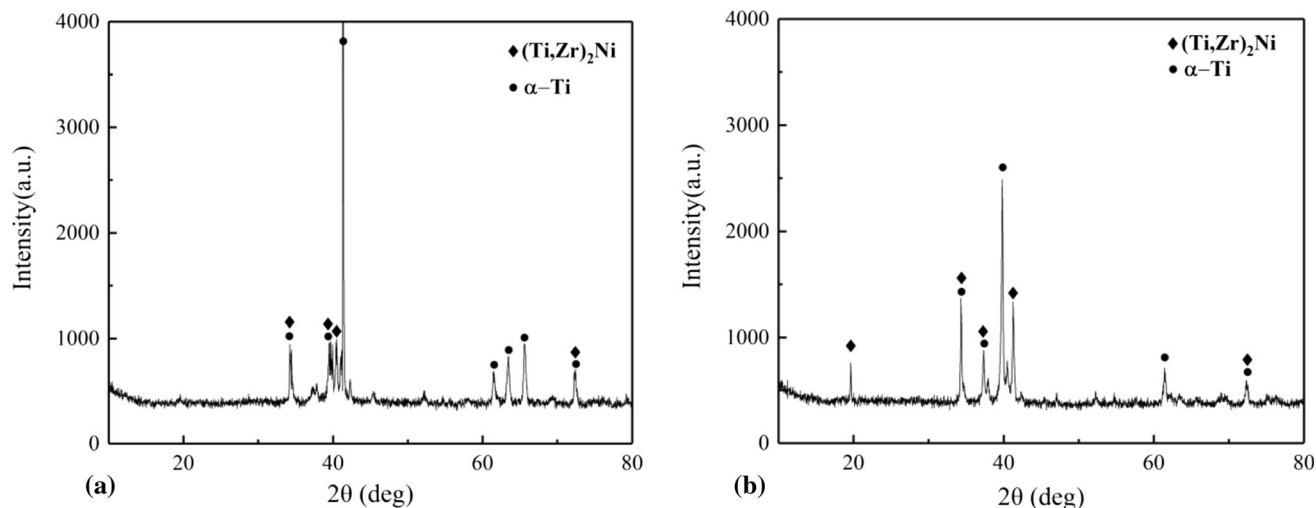 4000
3000
2000
1000
0
Intensity(a.u.)
◆ (Ti,Zr)₂Ni
● α–Ti
20 40 60 80
2θ (deg)
(a)
4000
3000
2000
1000
0
Intensity(a.u.)
◆ (Ti,Zr)₂Ni
● α–Ti
20 40 60 80
2θ (deg)
(b)